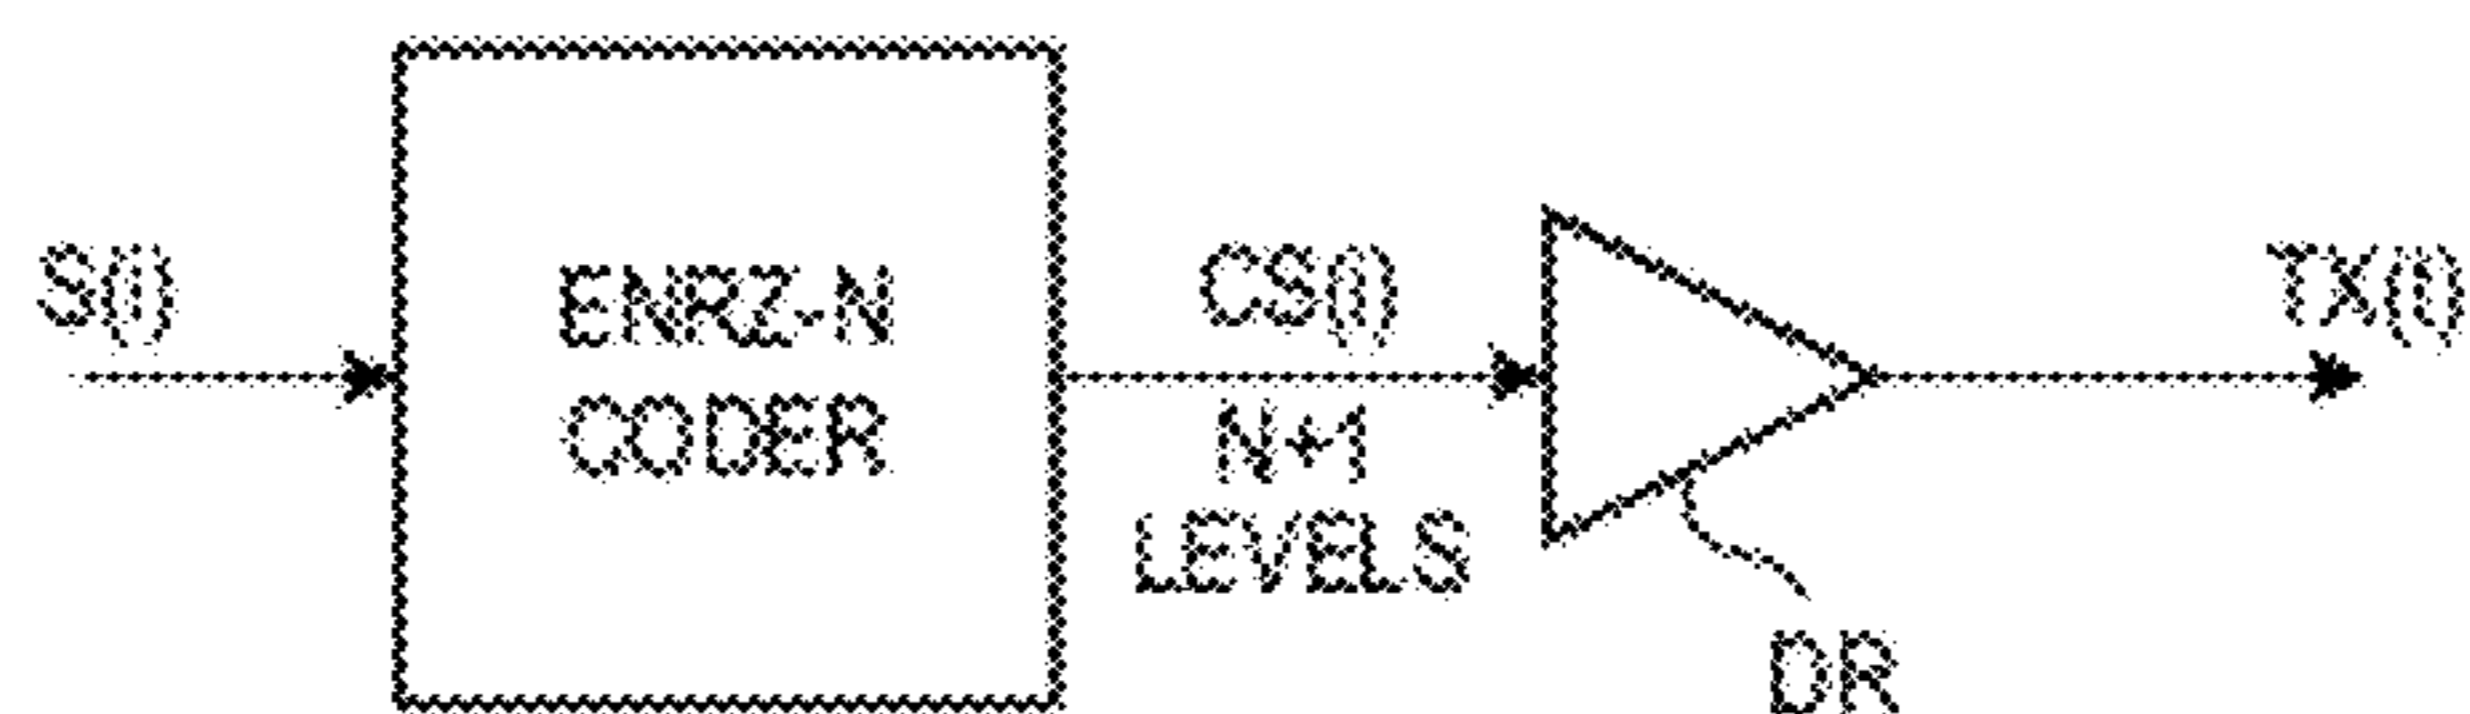 S(i)
ENRZ-N
CODER
CS(i)
N+1
LEVELS
TX(t)
DR